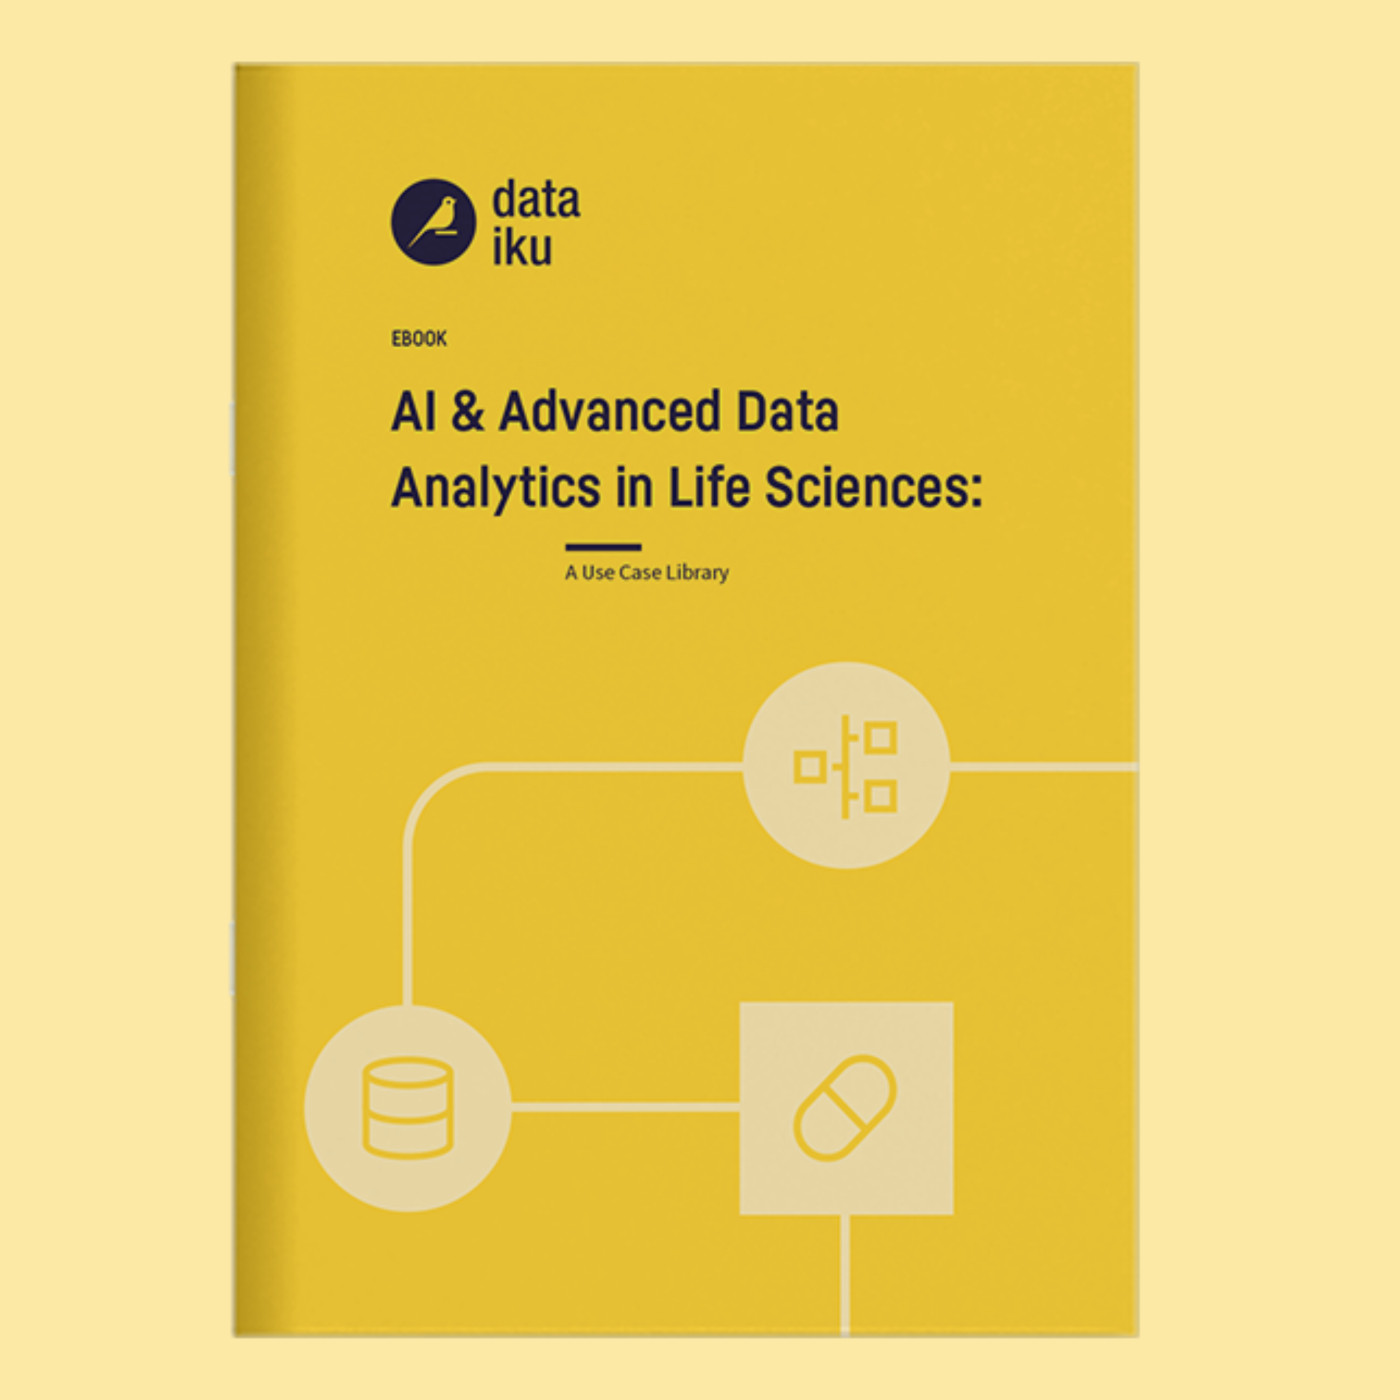 data
iku
EBOOK
AI & Advanced Data
Analytics in Life Sciences:
A Use Case Library